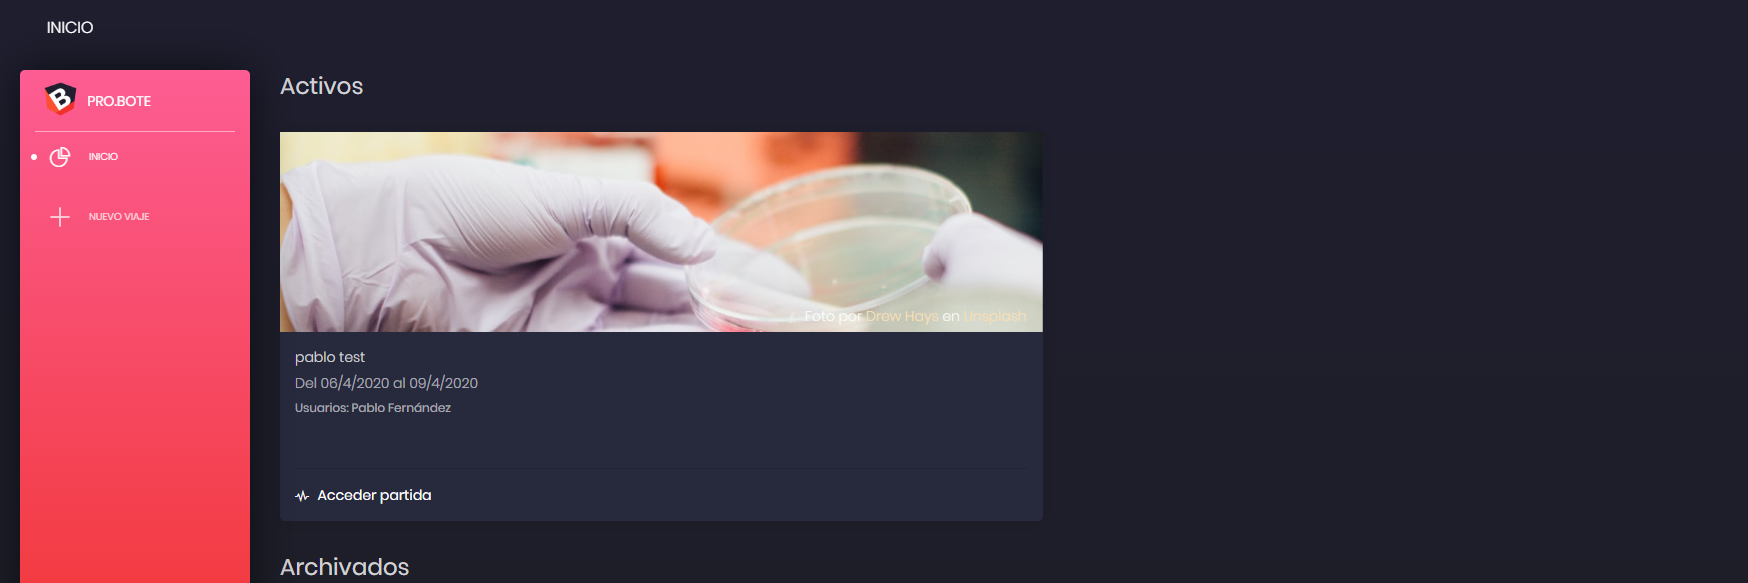 INICIO
PRO.BOTE
INICIO
NUEVO VIAJE
Activos
Foto por Drew Hays en Unsplash
pablo test
Del 06/4/2020 al 09/4/2020
Usuarios: Pablo Fernández
Acceder partida
Archivados